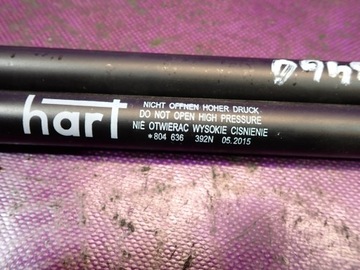 hart
NICHT OFFNEN HOHER DRUCK
DO NOT OPEN HIGH PRESSURE
NIE OTWIERAC WYSOKIE CISNIENIE
*804 636 392N 05.2015